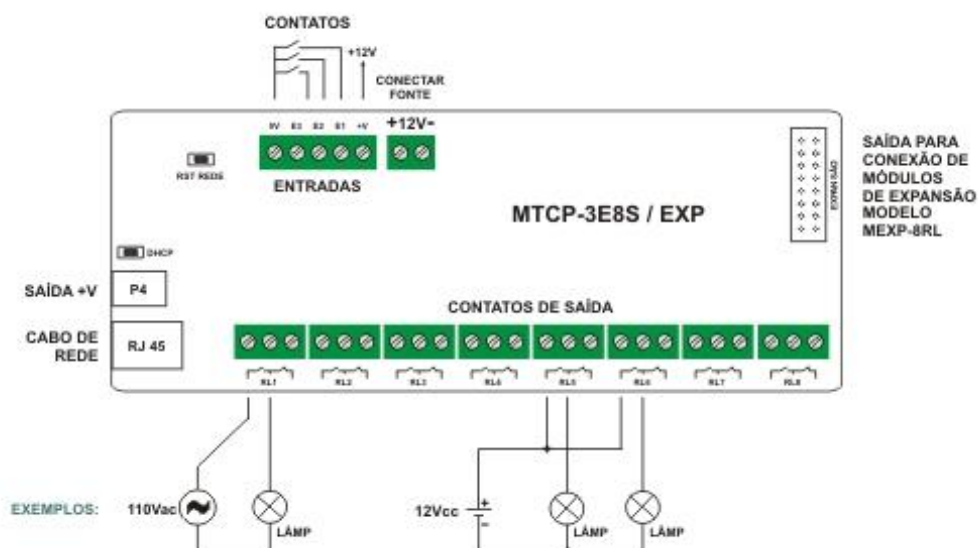 CONTATOS
+12V
CONECTAR
FONTE
0V E3 E2 E1 +V
+12V-
RST REDE
ENTRADAS
MTCP-3E8S / EXP
EXPANSÃO
SAÍDA PARA
CONEXÃO DE
MÓDULOS
DE EXPANSÃO
MODELO
MEXP-8RL
DHCP
SAÍDA +V
P4
CONTATOS DE SAÍDA
CABO DE
REDE
RJ 45
RL1 RL2 RL3 RL4 RL5 RL6 RL7 RL8
EXEMPLOS:
110Vac
LÂMP
12Vcc
+
-
LÂMP
LÂMP